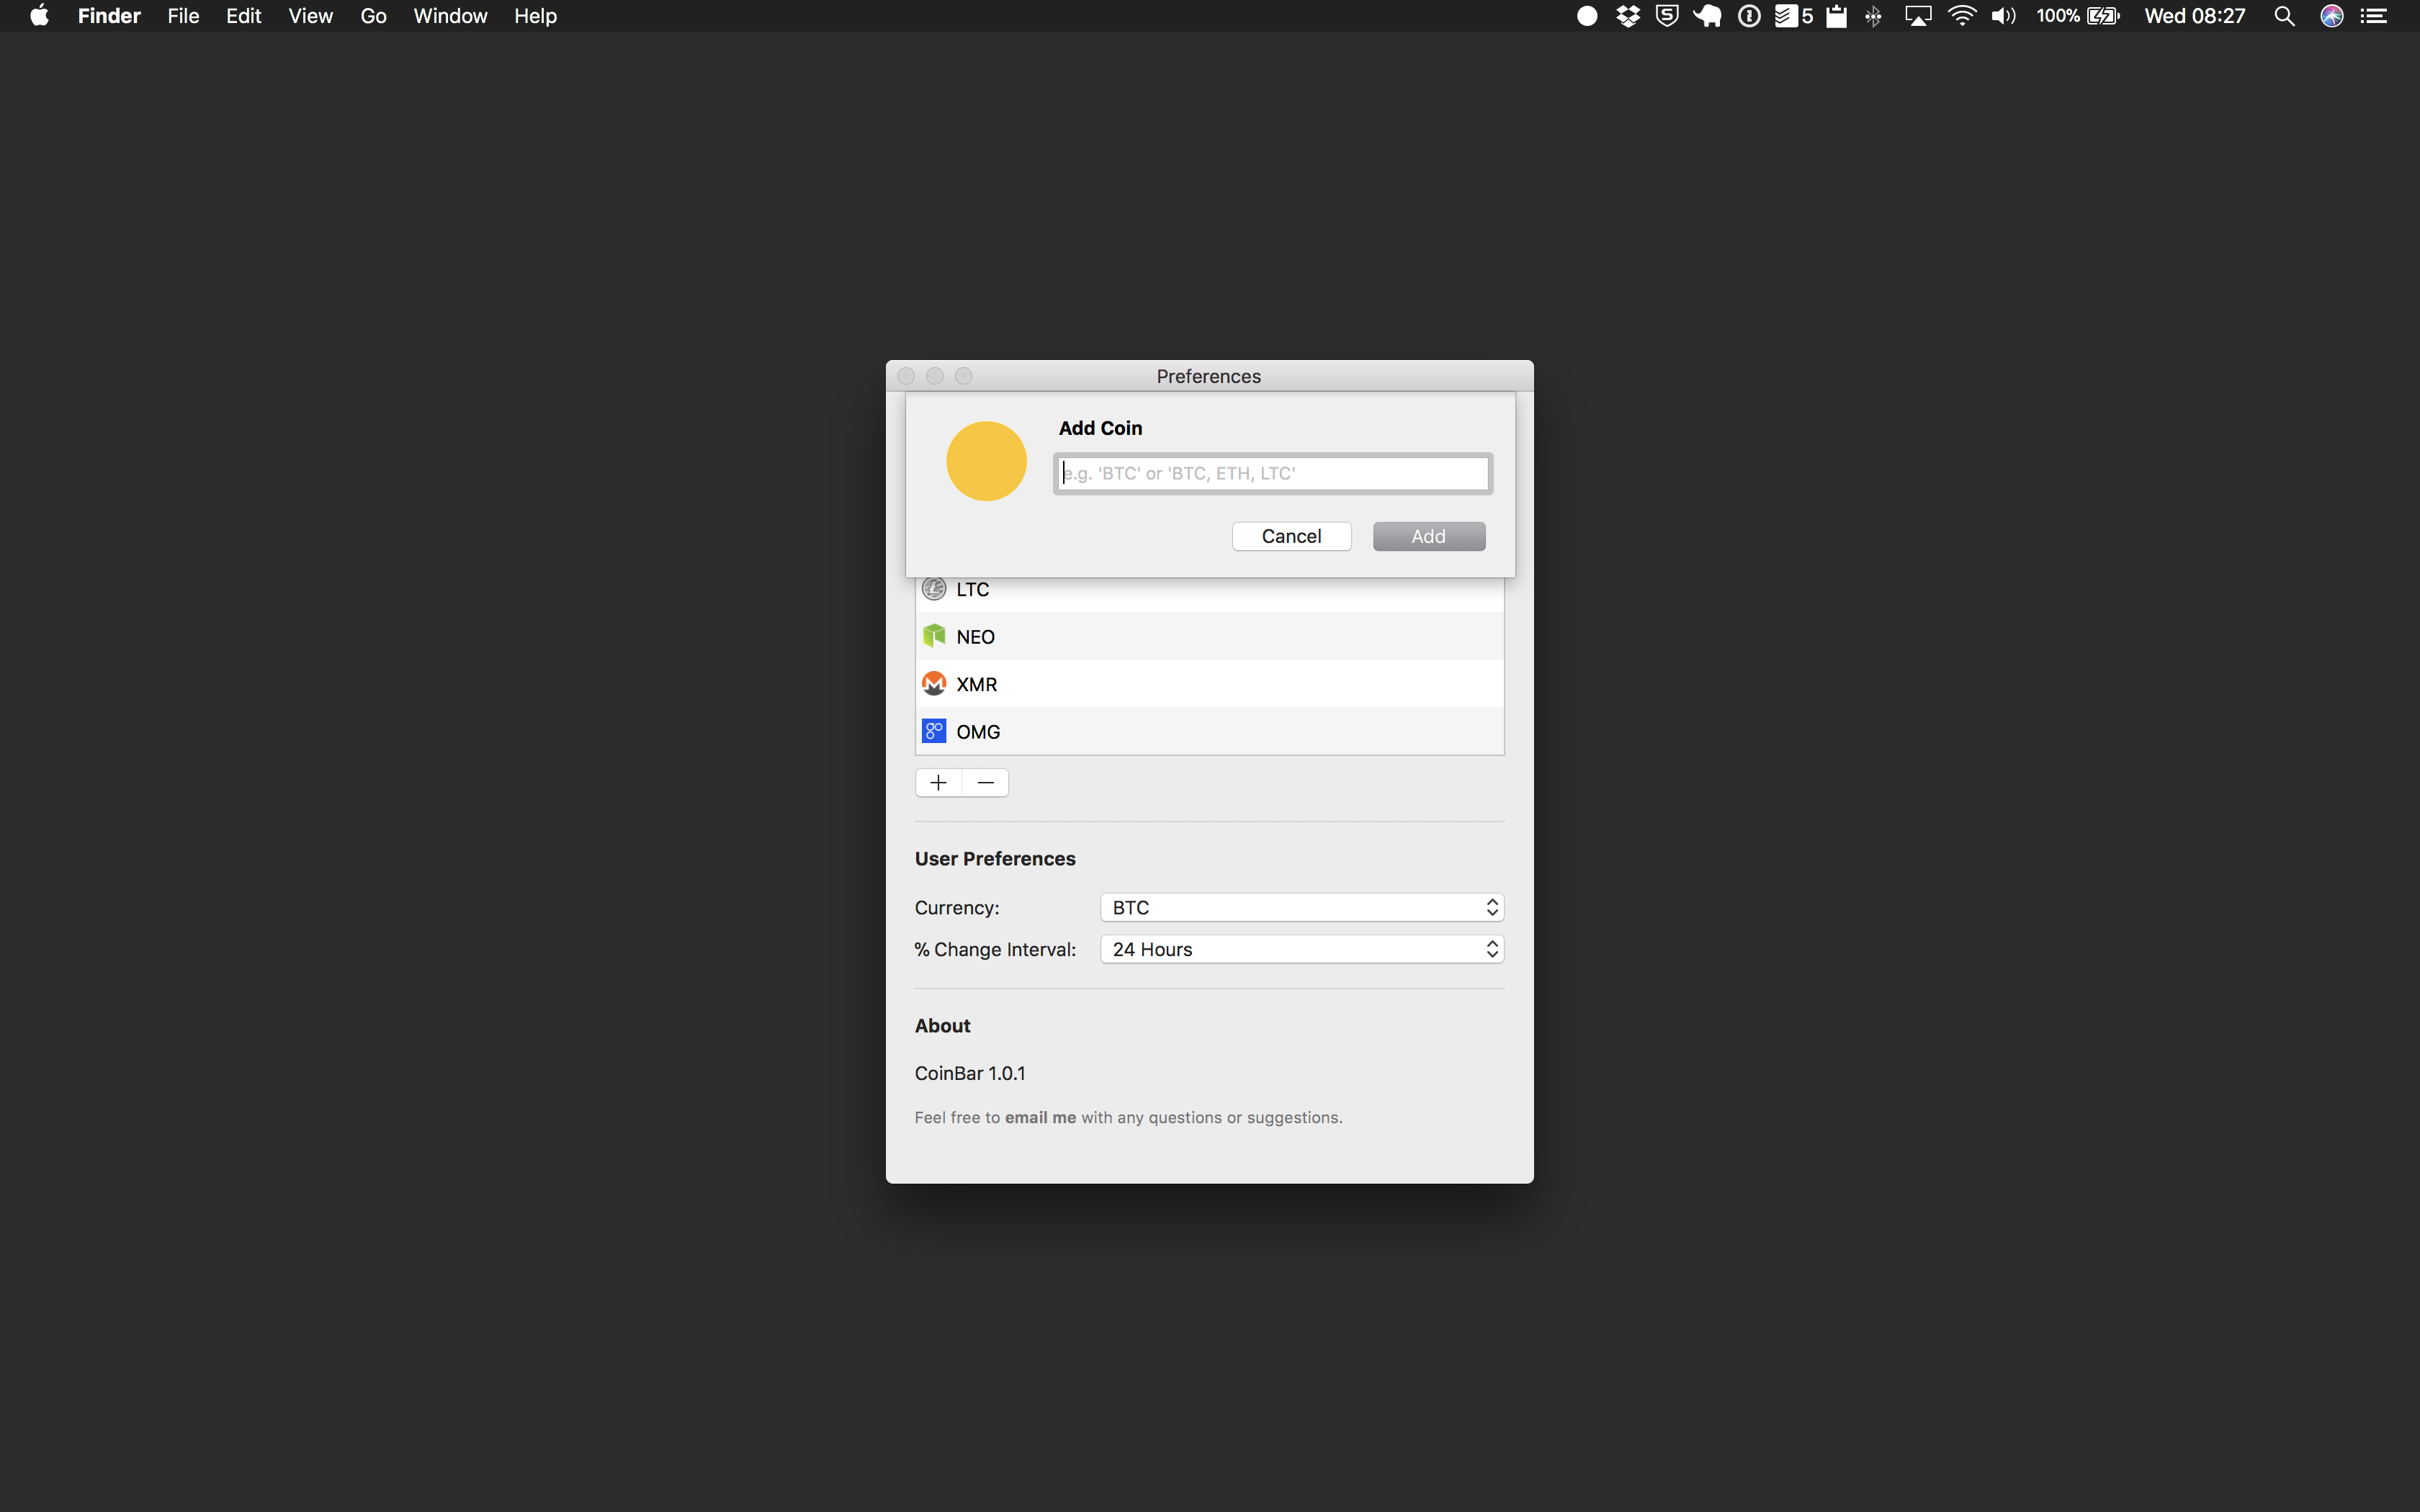 Finder File Edit View Go Window Help 5 100% Wed 08:27
Preferences
Add Coin
e.g. 'BTC' or 'BTC, ETH, LTC'
Cancel Add
LTC
NEO
XMR
OMG
User Preferences
Currency: BTC
% Change Interval: 24 Hours
About
CoinBar 1.0.1
Feel free to email me with any questions or suggestions.